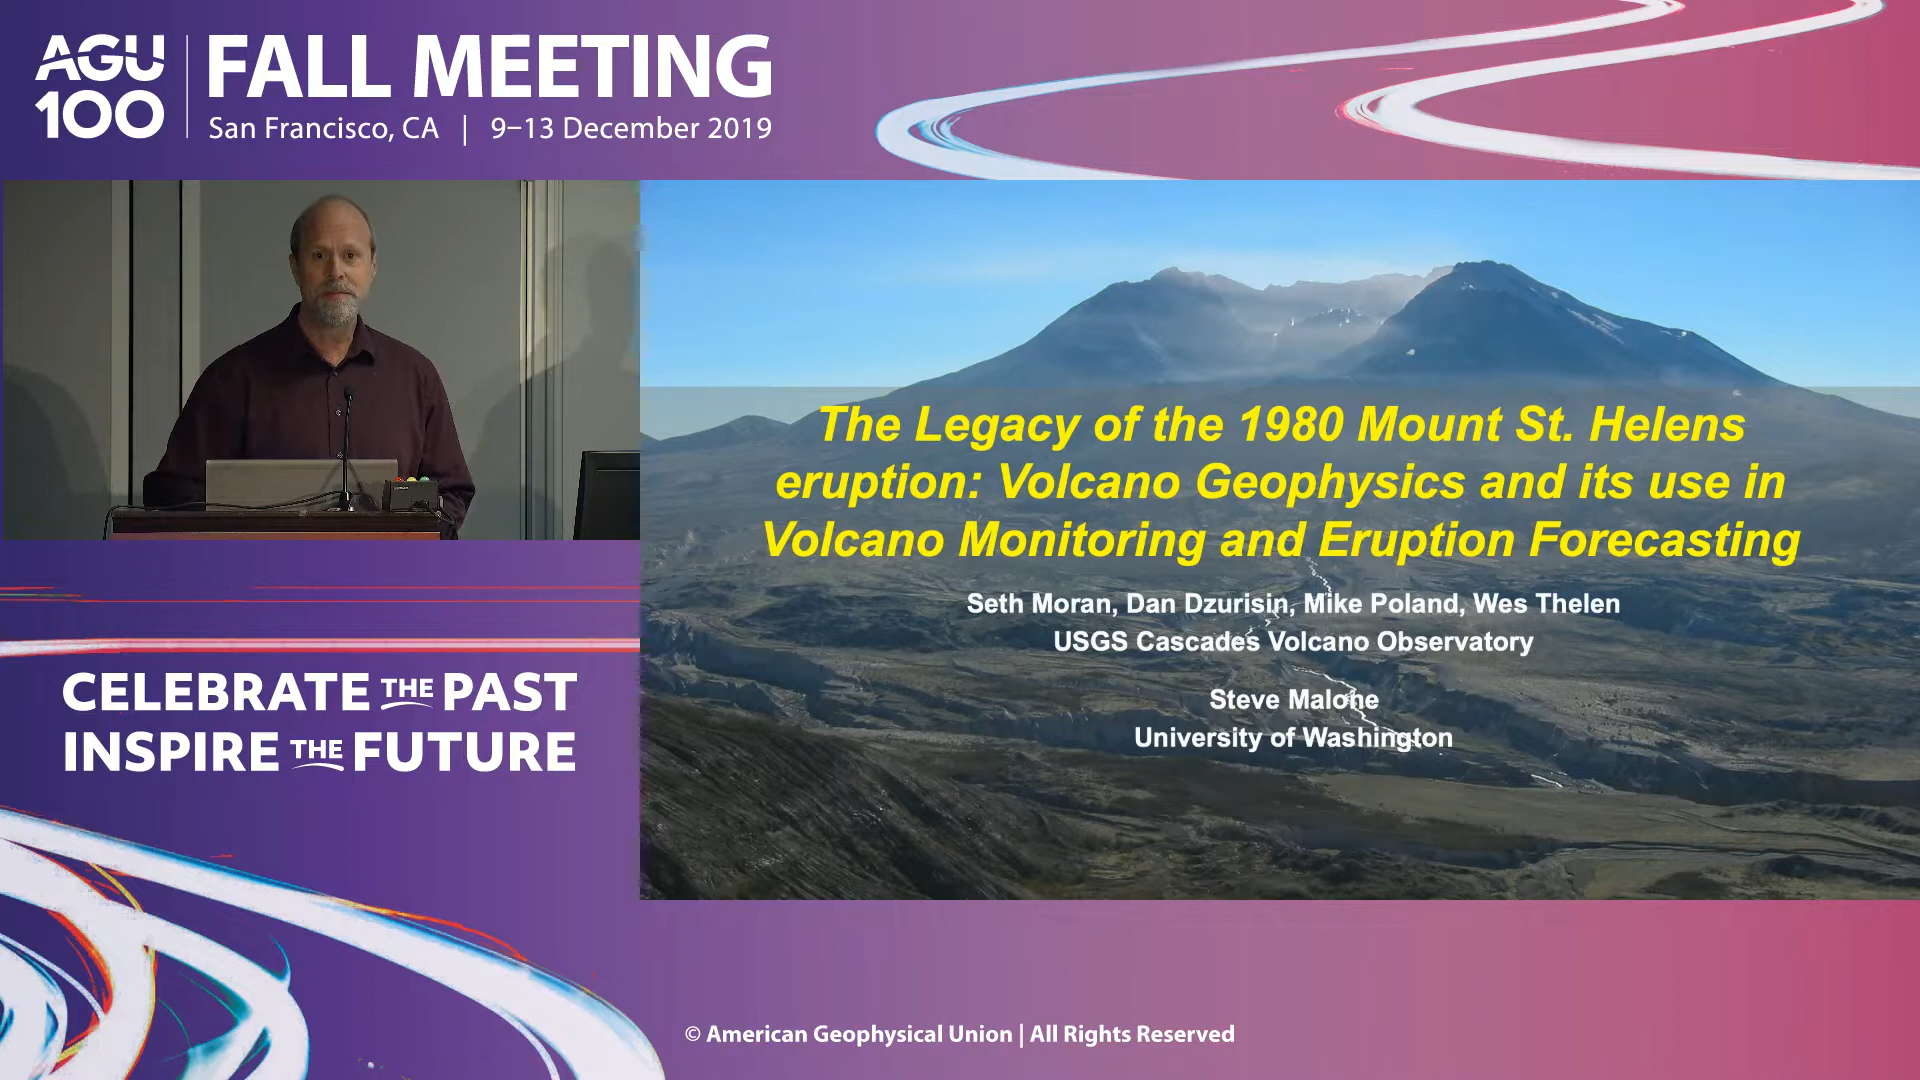 AGU
100
FALL MEETING
San Francisco, CA | 9–13 December 2019
The Legacy of the 1980 Mount St. Helens
eruption: Volcano Geophysics and its use in
Volcano Monitoring and Eruption Forecasting
Seth Moran, Dan Dzurisin, Mike Poland, Wes Thelen
USGS Cascades Volcano Observatory
Steve Malone
University of Washington
CELEBRATE THE PAST
INSPIRE THE FUTURE
© American Geophysical Union | All Rights Reserved